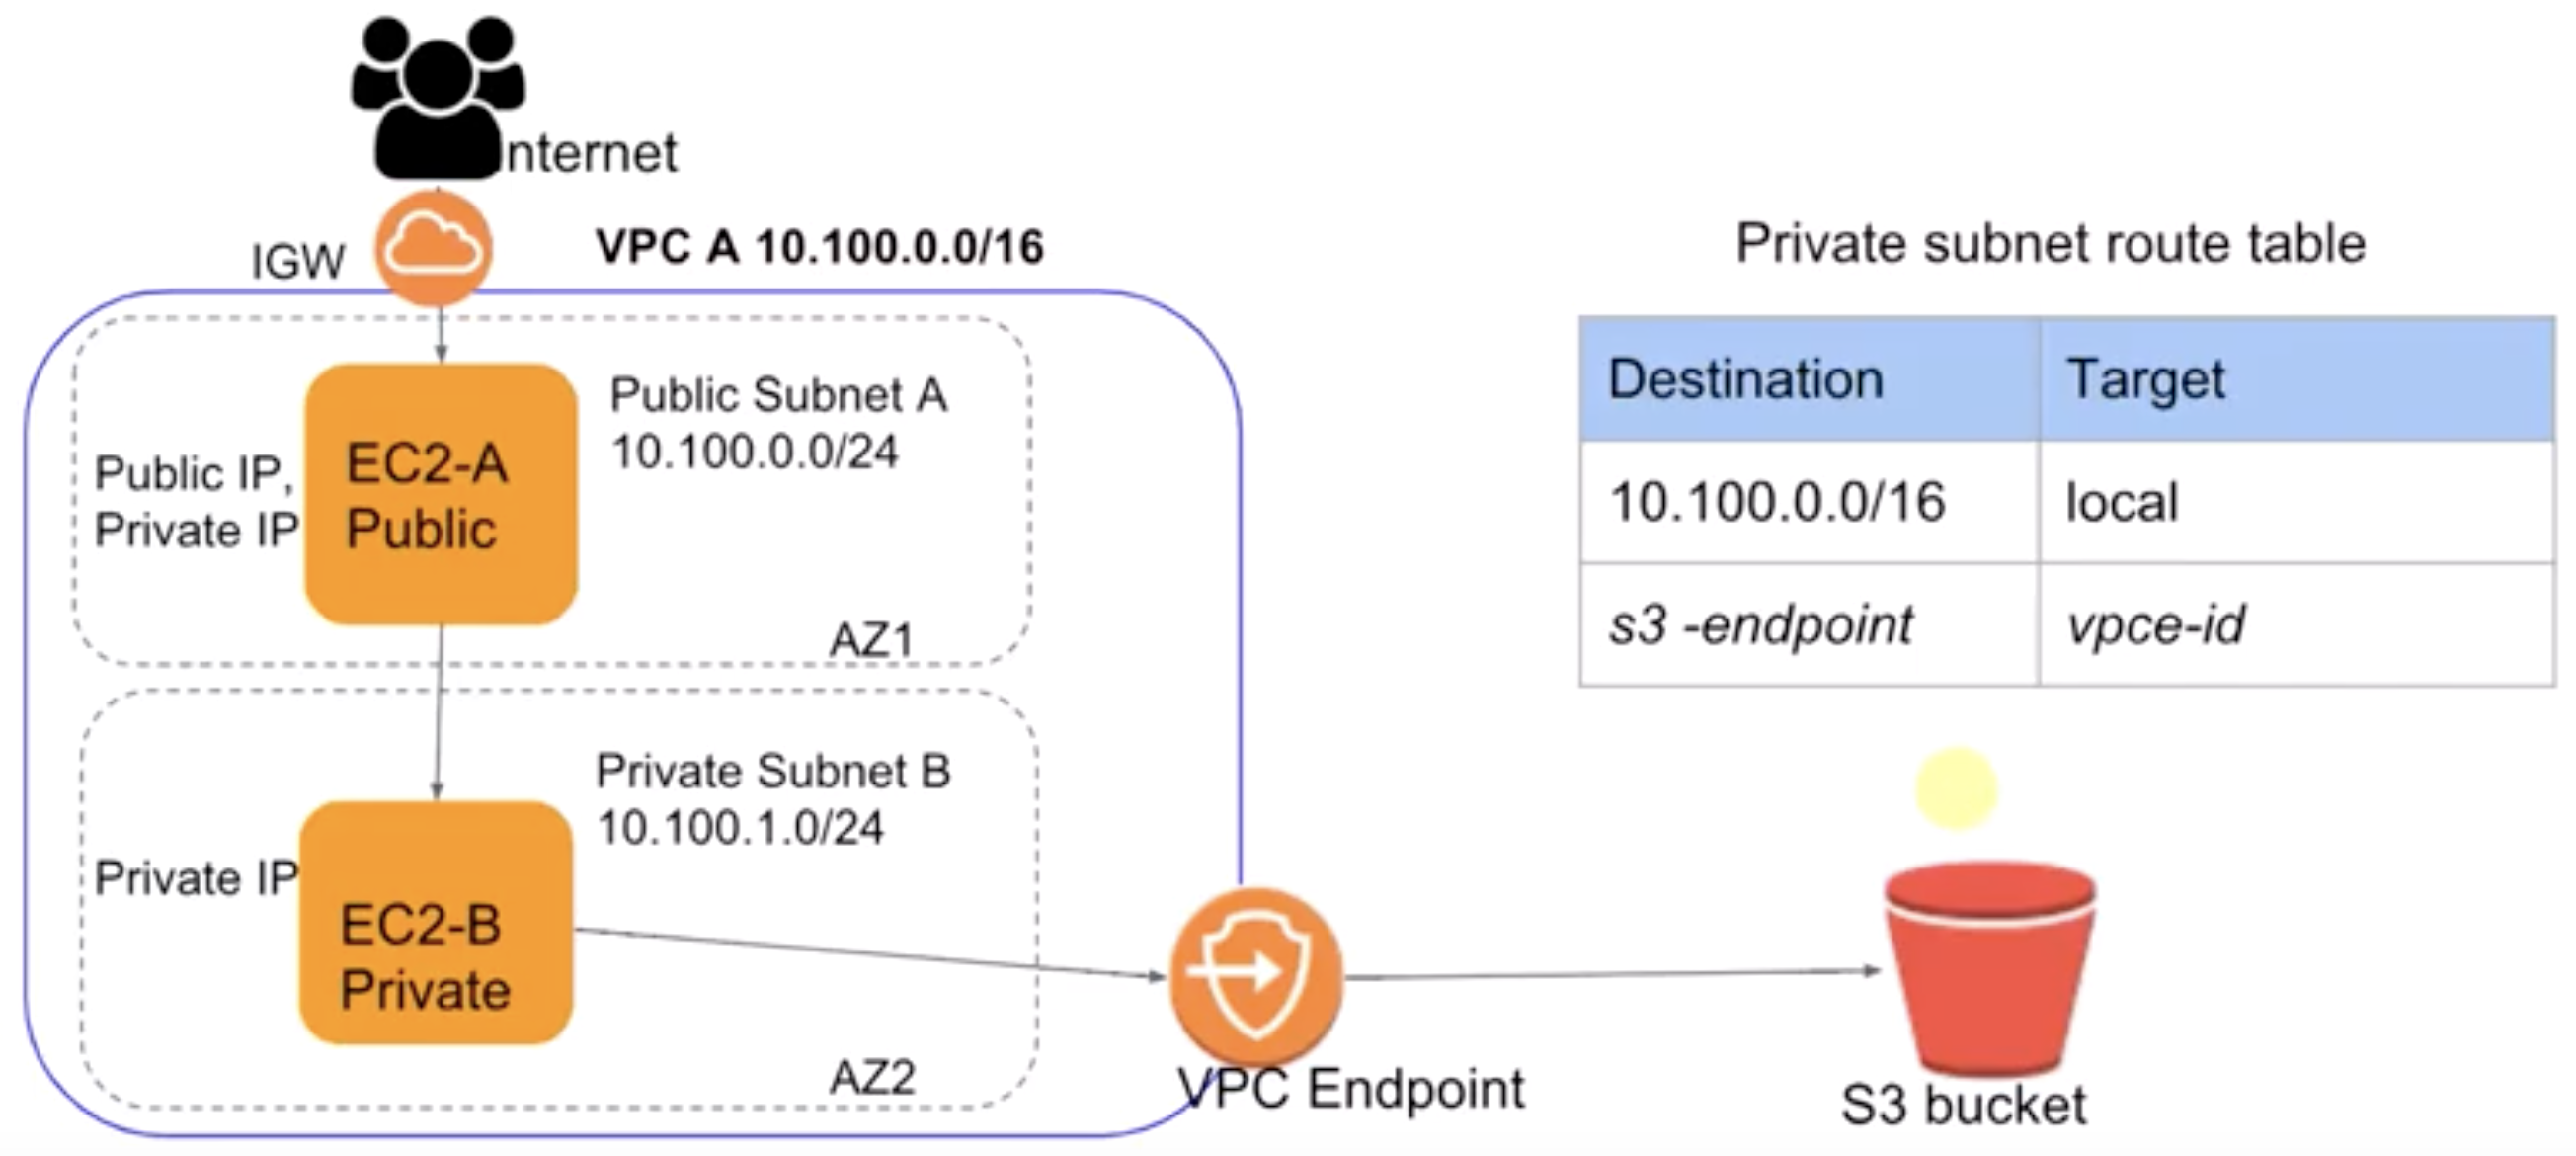 nternet
IGW
VPC A 10.100.0.0/16
Public Subnet A
10.100.0.0/24
Public IP,
Private IP
EC2-A
Public
AZ1
Private Subnet B
10.100.1.0/24
Private IP
EC2-B
Private
AZ2
VPC Endpoint
Private subnet route table
Destination Target
10.100.0.0/16 local
s3 -endpoint vpce-id
S3 bucket